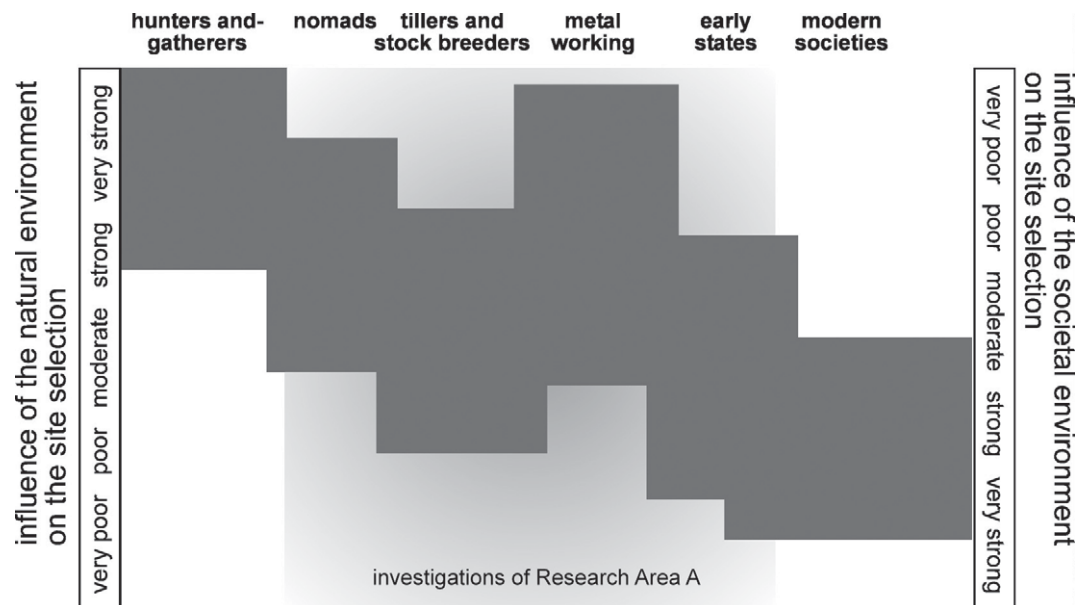 hunters and-
gatherers
nomads
tillers and
stock breeders
metal
working
early
states
modern
societies
influence of the natural environment
on the site selection
very strong
strong
moderate
poor
very poor
very poor
poor
moderate
strong
very strong
influence of the societal environment
on the site selection
investigations of Research Area A